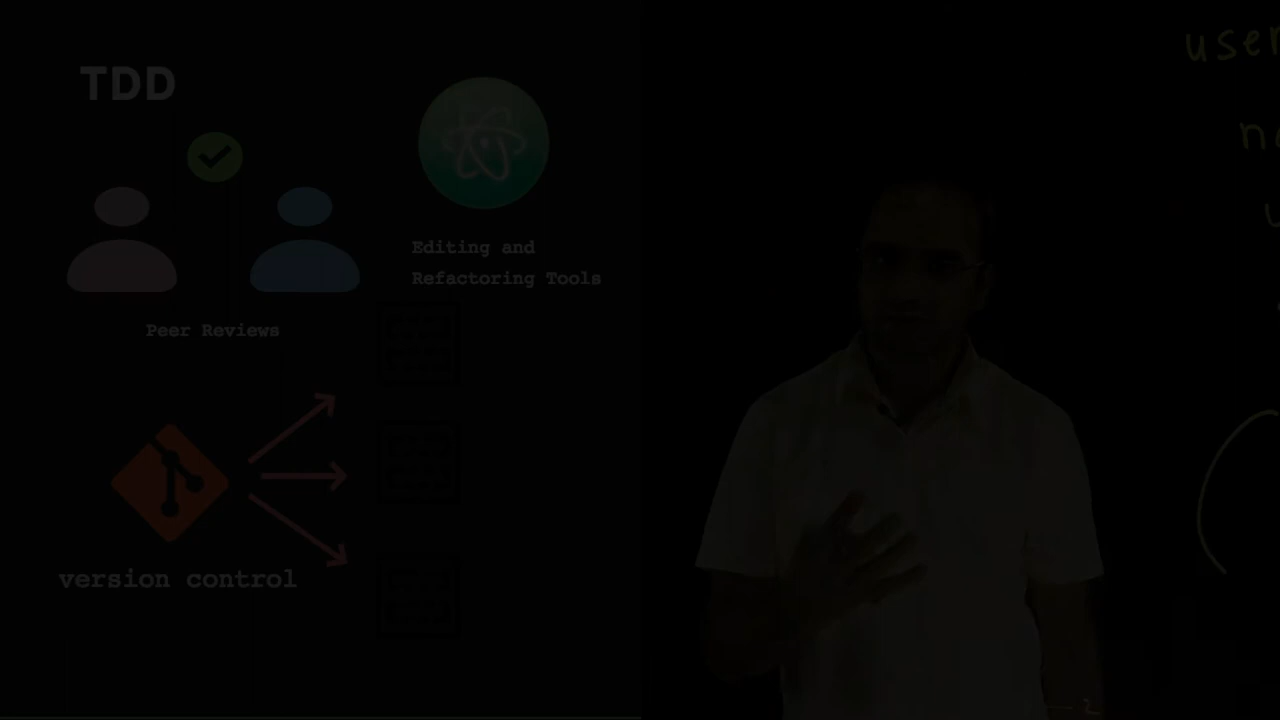 TDD
Editing and
Refactoring Tools
Peer Reviews
version control
user